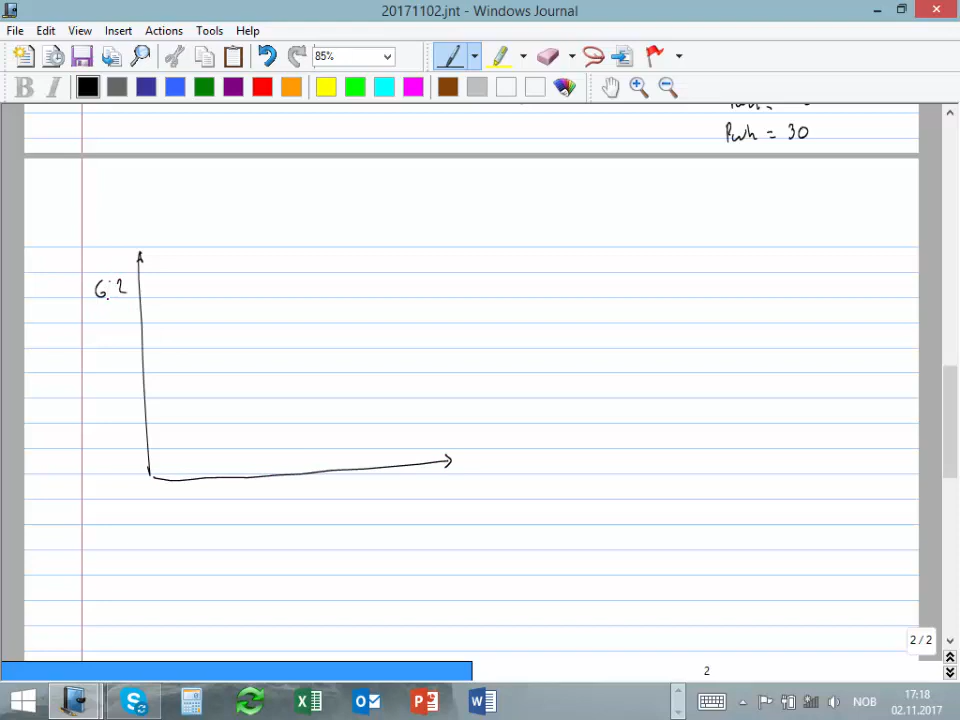 20171102.jnt - Windows Journal
File Edit View Insert Actions Tools Help
85%
B I
Pwh = 30
G:2
2 / 2
2
NOB
17:18
02.11.2017